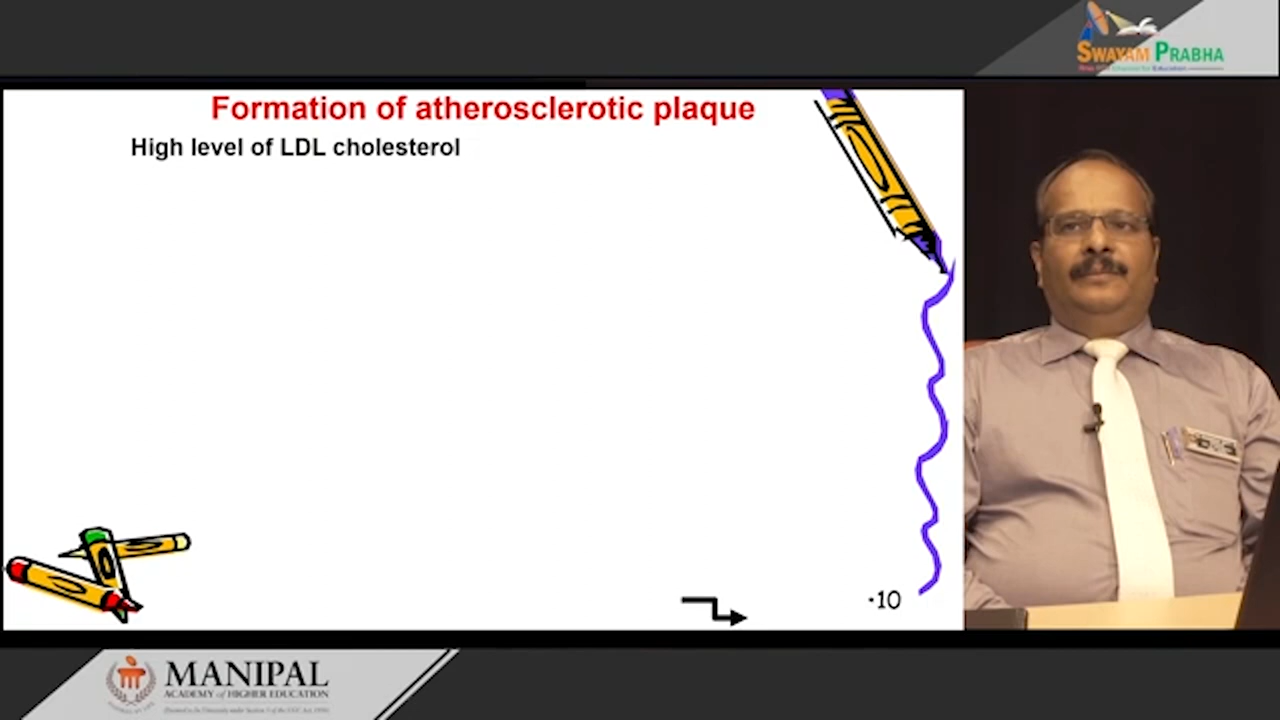 SWAYAM PRABHA
Formation of atherosclerotic plaque
High level of LDL cholesterol
•10
MANIPAL
ACADEMY of HIGHER EDUCATION